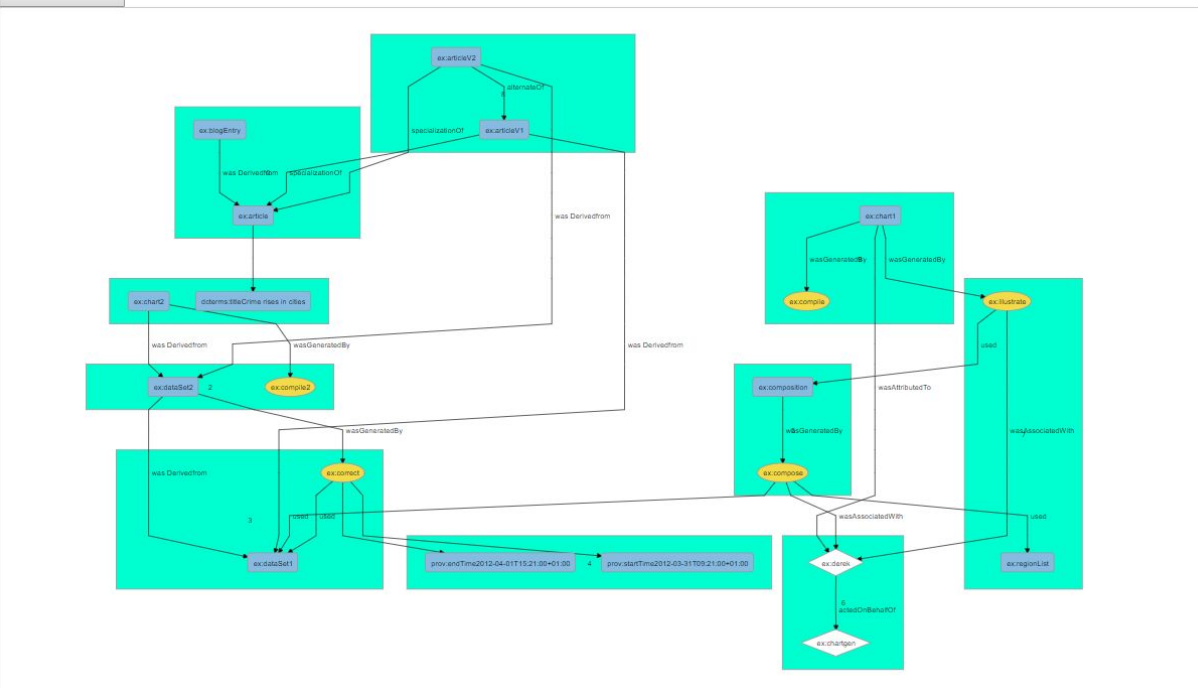 ex:articleV2
alternateOf
ex:blogEntry
specializationOf
ex:articleV1
was Derivedfrom
specializationOf
ex:article
was Derivedfrom
ex:chart1
wasGeneratedBy
wasGeneratedBy
ex:chart2
dcterms:titleCrime rises in cities
ex:compile
ex:illustrate
was Derivedfrom
wasGeneratedBy
was Derivedfrom
used
ex:dataSet2
2
ex:compile2
ex:composition
wasAttributedTo
wasGeneratedBy
wasGeneratedBy
wasAssociatedWith
was Derivedfrom
ex:correct
ex:compose
3
used
used
wasAssociatedWith
used
ex:dataSet1
prov:endTime2012-04-01T15:21:00+01:00
4
prov:startTime2012-03-31T09:21:00+01:00
ex:derek
ex:regionList
6
actedOnBehalfOf
ex:chartgen